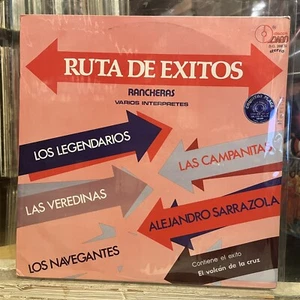 RUTA DE EXITOS
RANCHERAS
VARIOS INTERPRETES
LOS LEGENDARIOS
LAS CAMPANITAS
LAS VEREDINAS
ALEJANDRO SARRAZOLA
LOS NAVEGANTES
Contiene el exito
El volcán de la cruz